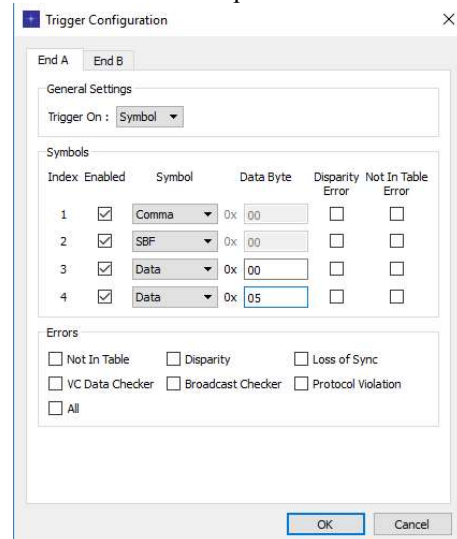 Trigger Configuration
End A End B
General Settings
Trigger On : Symbol
Symbols
Index Enabled Symbol Data Byte Disparity Error Not In Table Error
1 Comma 0x 00
2 SBF 0x 00
3 Data 0x 00
4 Data 0x 05
Errors
Not In Table Disparity Loss of Sync
VC Data Checker Broadcast Checker Protocol Violation
All
OK Cancel